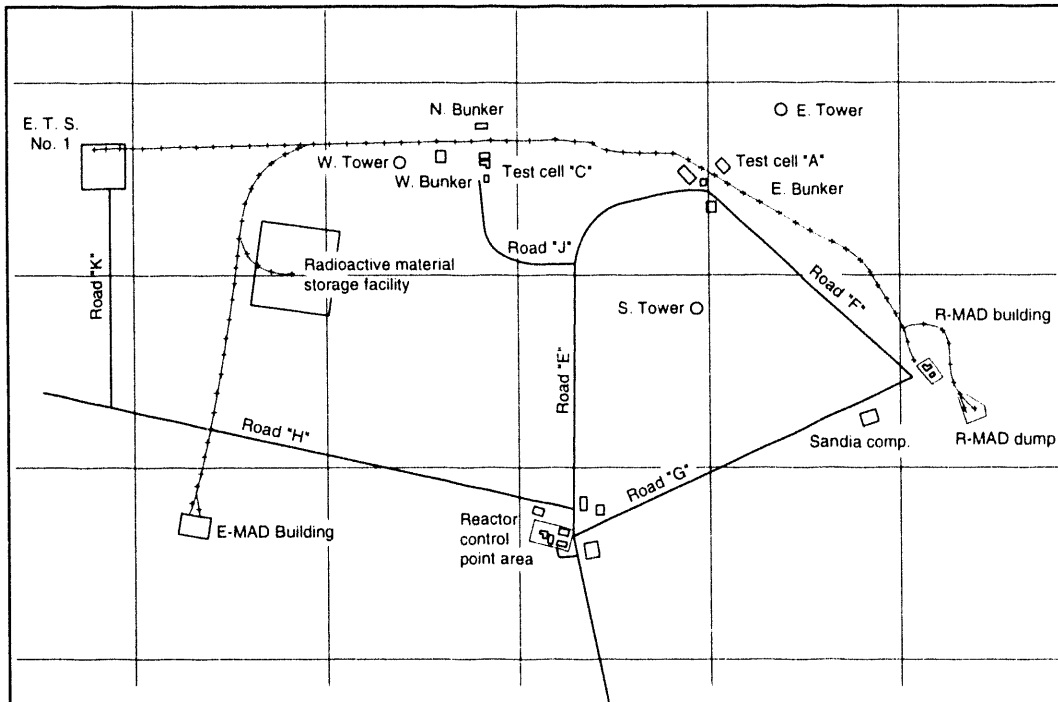 E. Tower
N. Bunker
E. T. S.
No. 1
W. Tower
W. Bunker
Test cell "C"
Test cell "A"
E. Bunker
Road "J"
Radioactive material
storage facility
Road "K"
Road "F"
S. Tower
R-MAD building
Road "E"
Road "H"
Sandia comp.
R-MAD dump
Road "G"
Reactor
control
point area
E-MAD Building